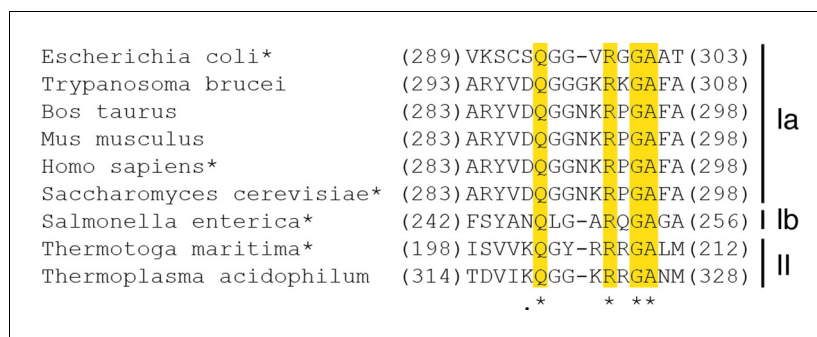 Escherichia coli* (289)VKSCSQGG-VRGGAAT(303)
Trypanosoma brucei (293)ARYVDQGGGKRKGAFA(308)
Bos taurus (283)ARYVDQGGNKRPGAFA(298)
Mus musculus (283)ARYVDQGGNKRPGAFA(298)
Homo sapiens* (283)ARYVDQGGNKRPGAFA(298)
Saccharomyces cerevisiae* (283)ARYVDQGGNKRPGAFA(298)
Ia
Salmonella enterica* (242)FSYANQLG-ARQGAGA(256)
Ib
Thermotoga maritima* (198)ISVVKQGY-RRRGALM(212)
Thermoplasma acidophilum (314)TDVIKQGG-KRRGANM(328)
II
.* * **